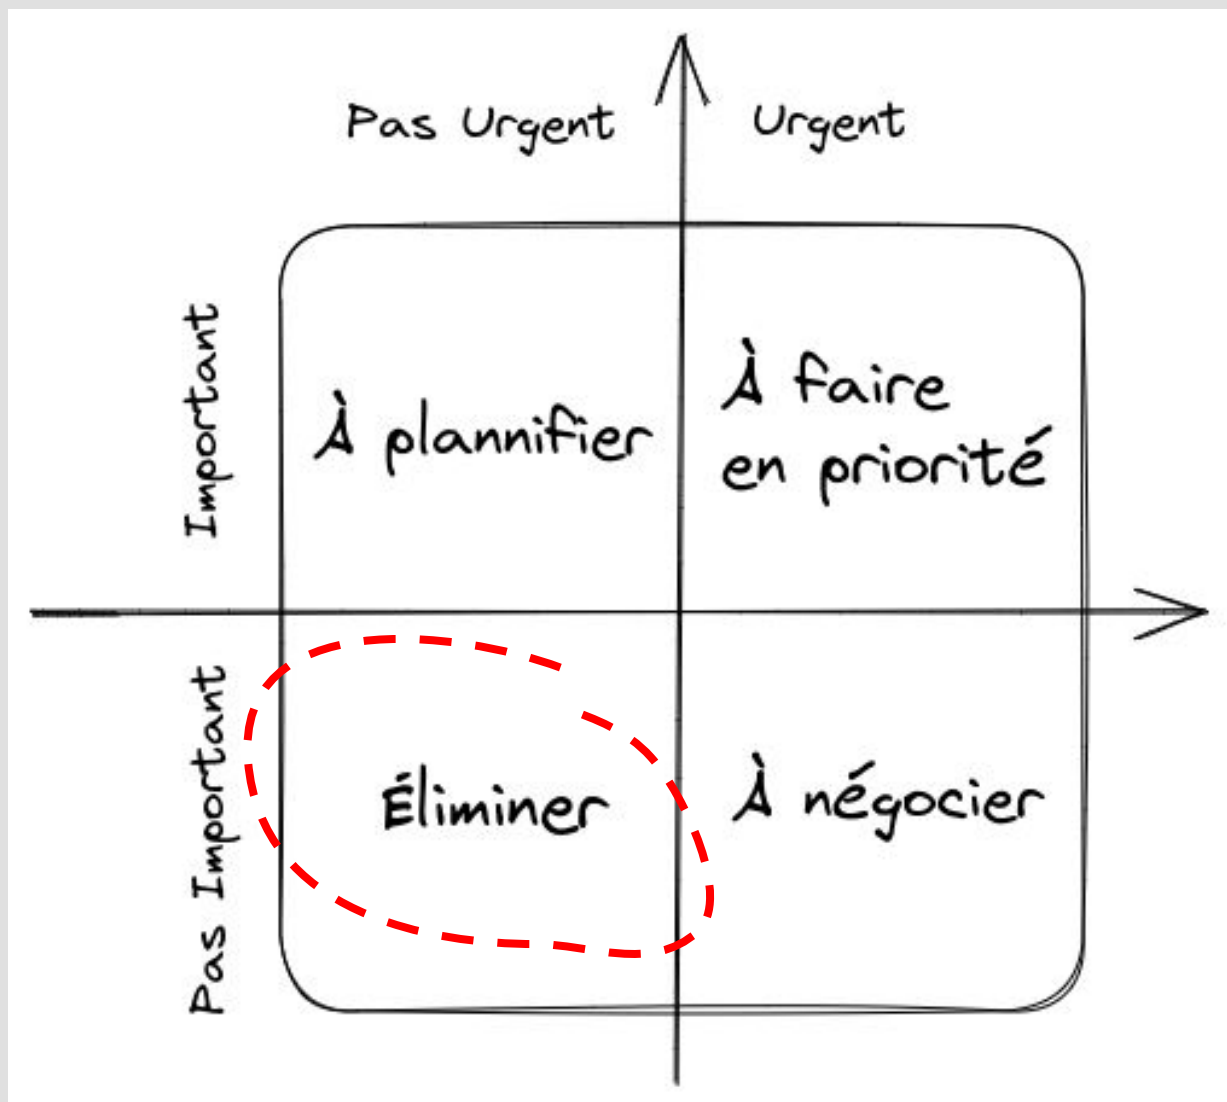 Pas Urgent
Urgent
Important
À plannifier
À faire
en priorité
Pas Important
Éliminer
À négocier